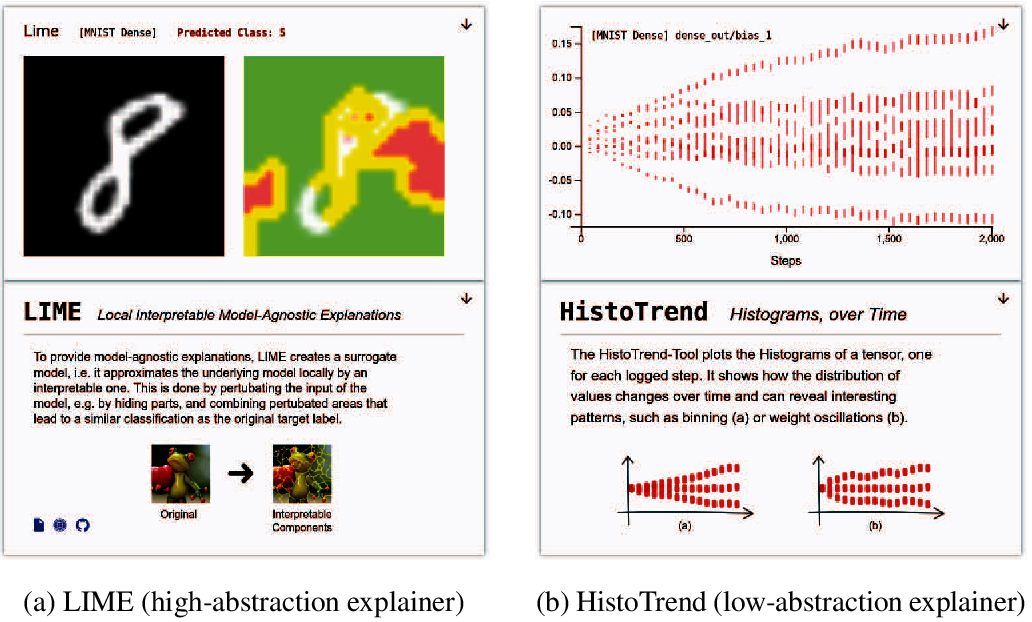 Lime [MNIST Dense] Predicted Class: 5
LIME Local Interpretable Model-Agnostic Explanations
To provide model-agnostic explanations, LIME creates a surrogate
model, i.e. it approximates the underlying model locally by an
interpretable one. This is done by pertubating the input of the
model, e.g. by hiding parts, and combining pertubated areas that
lead to a similar classification as the original target label.
Original
Interpretable
Components
(a) LIME (high-abstraction explainer)
[MNIST Dense] dense_out/bias_1
0.15
0.10
0.05
0.00
-0.05
-0.10
0 500 1,000 1,500 2,000
Steps
HistoTrend Histograms, over Time
The HistoTrend-Tool plots the Histograms of a tensor, one
for each logged step. It shows how the distribution of
values changes over time and can reveal interesting
patterns, such as binning (a) or weight oscillations (b).
(a) (b)
(b) HistoTrend (low-abstraction explainer)